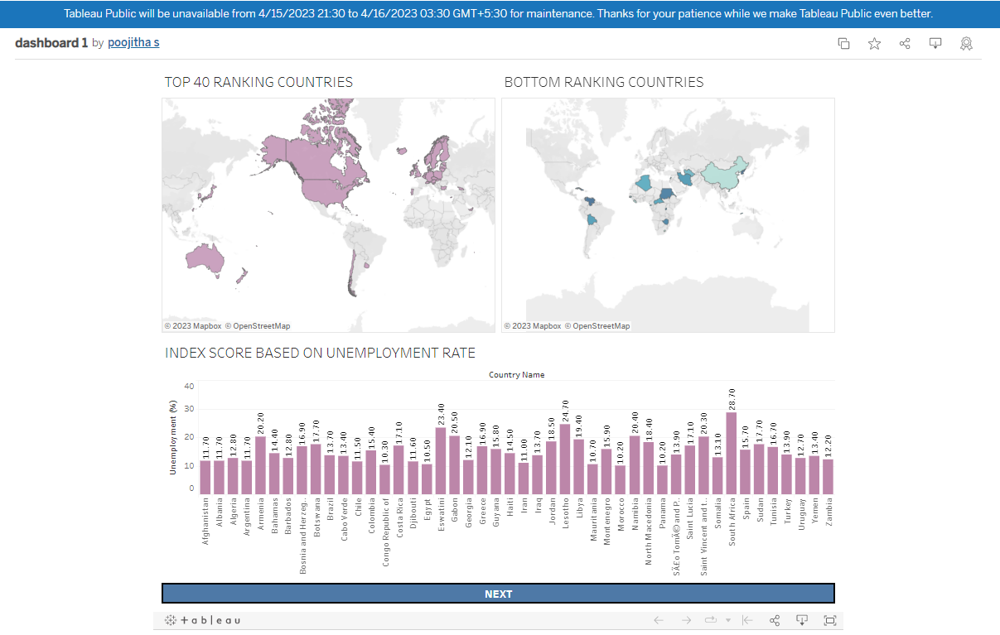 Tableau Public will be unavailable from 4/15/2023 21:30 to 4/16/2023 03:30 GMT+5:30 for maintenance. Thanks for your patience while we make Tableau Public even better.
dashboard 1 by poojitha s
TOP 40 RANKING COUNTRIES
BOTTOM RANKING COUNTRIES
© 2023 Mapbox © OpenStreetMap
© 2023 Mapbox © OpenStreetMap
INDEX SCORE BASED ON UNEMPLOYMENT RATE
Country Name
Unemployment (%)
40
30
20
10
0
11.70
11.70
12.80
11.70
20.20
14.40
12.80
16.90
17.70
13.70
13.40
11.50
15.40
10.30
17.10
11.60
10.50
23.40
20.50
12.10
16.90
15.80
14.50
11.00
13.70
18.50
24.70
19.40
10.70
15.90
10.20
20.40
18.40
10.20
13.90
17.10
20.30
13.10
28.70
15.70
17.70
16.70
13.90
12.70
13.40
12.20
Afghanistan
Albania
Algeria
Argentina
Armenia
Bahamas
Barbados
Bosnia and Herzeg..
Botswana
Brazil
Cabo Verde
Chile
Colombia
Congo Republic of
Costa Rica
Djibouti
Egypt
Eswatini
Gabon
Georgia
Greece
Guyana
Haiti
Iran
Iraq
Jordan
Lesotho
Libya
Mauritania
Montenegro
Morocco
Namibia
North Macedonia
Panama
SÃ£o TomÃ© and P..
Saint Lucia
Saint Vincent and t..
Somalia
South Africa
Spain
Sudan
Tunisia
Turkey
Uruguay
Yemen
Zambia
NEXT
+ableau